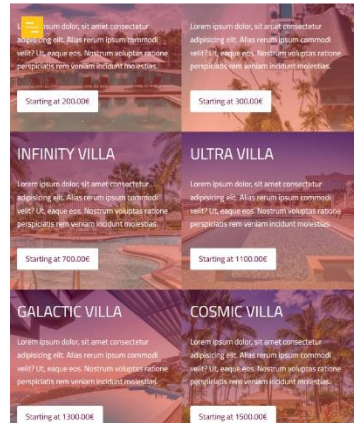 Lorem ipsum dolor, sit amet consectetur
adipisicing elit. Alias rerum ipsum commodi
velit? Ut, eaque eos. Nostrum voluptas ratione
perspiciatis rem veniam incidunt molestias.
Starting at 200.00€
Lorem ipsum dolor, sit amet consectetur
adipisicing elit. Alias rerum ipsum commodi
velit? Ut, eaque eos. Nostrum voluptas ratione
perspiciatis rem veniam incidunt molestias.
Starting at 300.00€
INFINITY VILLA
Lorem ipsum dolor, sit amet consectetur
adipisicing elit. Alias rerum ipsum commodi
velit? Ut, eaque eos. Nostrum voluptas ratione
perspiciatis rem veniam incidunt molestias.
Starting at 700.00€
ULTRA VILLA
Lorem ipsum dolor, sit amet consectetur
adipisicing elit. Alias rerum ipsum commodi
velit? Ut, eaque eos. Nostrum voluptas ratione
perspiciatis rem veniam incidunt molestias.
Starting at 1100.00€
GALACTIC VILLA
Lorem ipsum dolor, sit amet consectetur
adipisicing elit. Alias rerum ipsum commodi
velit? Ut, eaque eos. Nostrum voluptas ratione
perspiciatis rem veniam incidunt molestias.
Starting at 1300.00€
COSMIC VILLA
Lorem ipsum dolor, sit amet consectetur
adipisicing elit. Alias rerum ipsum commodi
velit? Ut, eaque eos. Nostrum voluptas ratione
perspiciatis rem veniam incidunt molestias.
Starting at 1500.00€